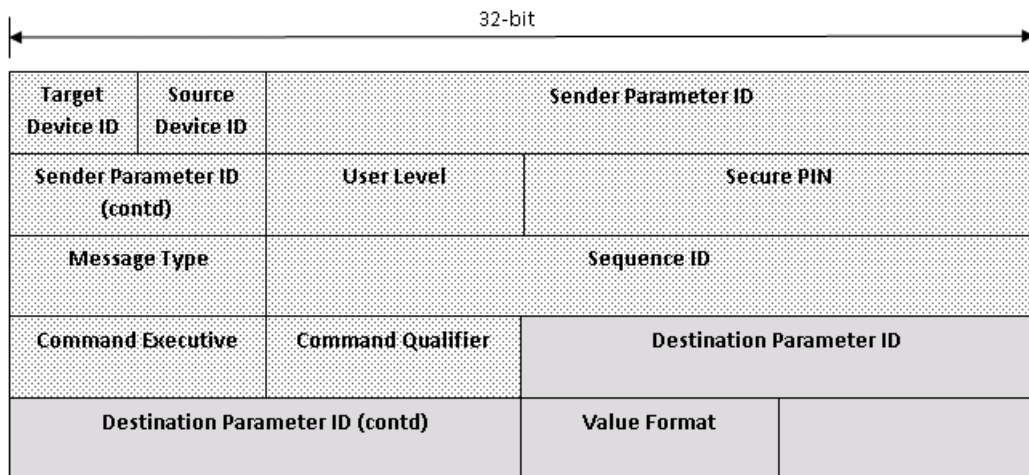 32-bit
Target
Device ID
Source
Device ID
Sender Parameter ID
Sender Parameter ID
(contd)
User Level
Secure PIN
Message Type
Sequence ID
Command Executive
Command Qualifier
Destination Parameter ID
Destination Parameter ID (contd)
Value Format